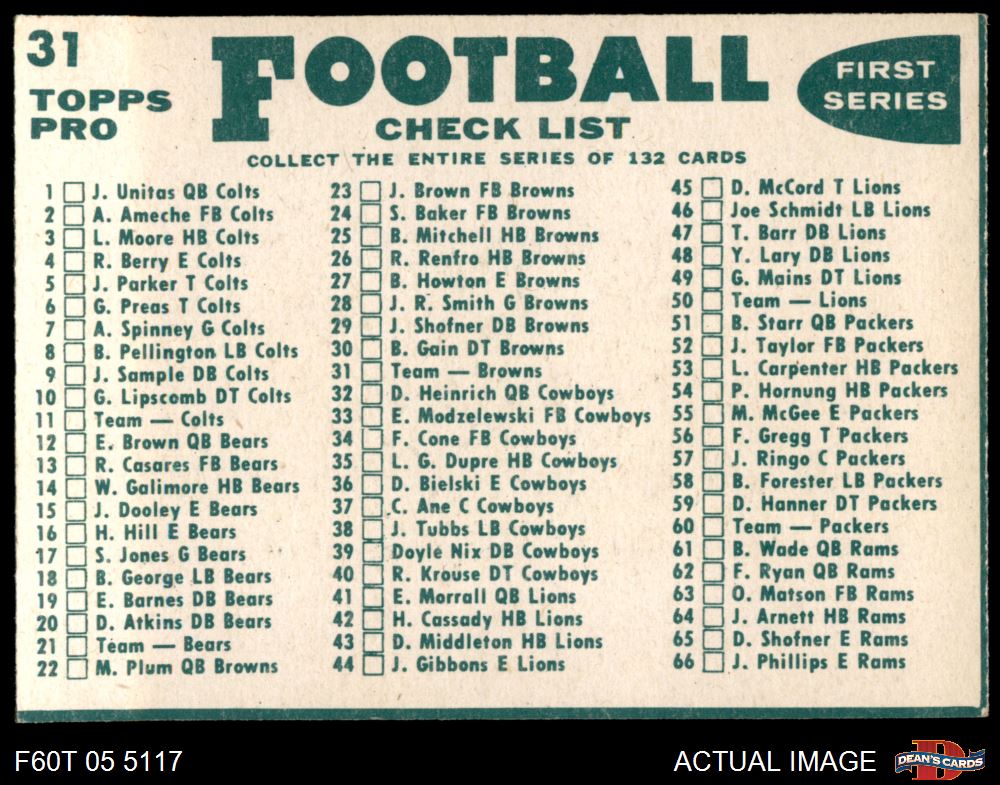 31
TOPPS
PRO
FOOTBALL
CHECK LIST
FIRST
SERIES
COLLECT THE ENTIRE SERIES OF 132 CARDS
1 J. Unitas QB Colts
2 A. Ameche FB Colts
3 L. Moore HB Colts
4 R. Berry E Colts
5 J. Parker T Colts
6 G. Preas T Colts
7 A. Spinney G Colts
8 B. Pellington LB Colts
9 J. Sample DB Colts
10 G. Lipscomb DT Colts
11 Team — Colts
12 E. Brown QB Bears
13 R. Casares FB Bears
14 W. Galimore HB Bears
15 J. Dooley E Bears
16 H. Hill E Bears
17 S. Jones G Bears
18 B. George LB Bears
19 E. Barnes DB Bears
20 D. Atkids DB Bears
21 Team — Bears
22 M. Plum QB Browns
23 J. Brown FB Browns
24 S. Baker FB Browns
25 B. Mitchell HB Browns
26 R. Renfro HB Browns
27 B. Howton E Browns
28 J. R. Smith G Browns
29 J. Shofner DB Browns
30 B. Gain DT Browns
31 Team — Browns
32 D. Heinrich QB Cowboys
33 E. Modzelewski FB Cowboys
34 F. Cone FB Cowboys
35 L. G. Dupre HB Cowboys
36 D. Bielski E Cowboys
37 C. Ane C Cowboys
38 J. Tubbs LB Cowboys
39 Doyle Nix DB Cowboys
40 R. Krouse DT Cowboys
41 E. Morrall QB Lions
42 H. Cassady HB Lions
43 D. Middleton HB Lions
44 J. Gibbons E Lions
45 D. McCord T Lions
46 Joe Schmidt LB Lions
47 T. Barr DB Lions
48 Y. Lary DB Lions
49 G. Mains DT Lions
50 Team — Lions
51 B. Starr QB Packers
52 J. Taylor FB Packers
53 L. Carpenter HB Packers
54 P. Hornung HB Packers
55 M. McGee E Packers
56 F. Gregg T Packers
57 J. Ringo C Packers
58 B. Forester LB Packers
59 D. Hanner DT Packers
60 Team — Packers
61 B. Wade QB Rams
62 F. Ryan QB Rams
63 O. Matson FB Rams
64 J. Arnett HB Rams
65 D. Shofner E Rams
66 J. Phillips E Rams
F60T 05 5117
ACTUAL IMAGE
DEAN'S CARDS